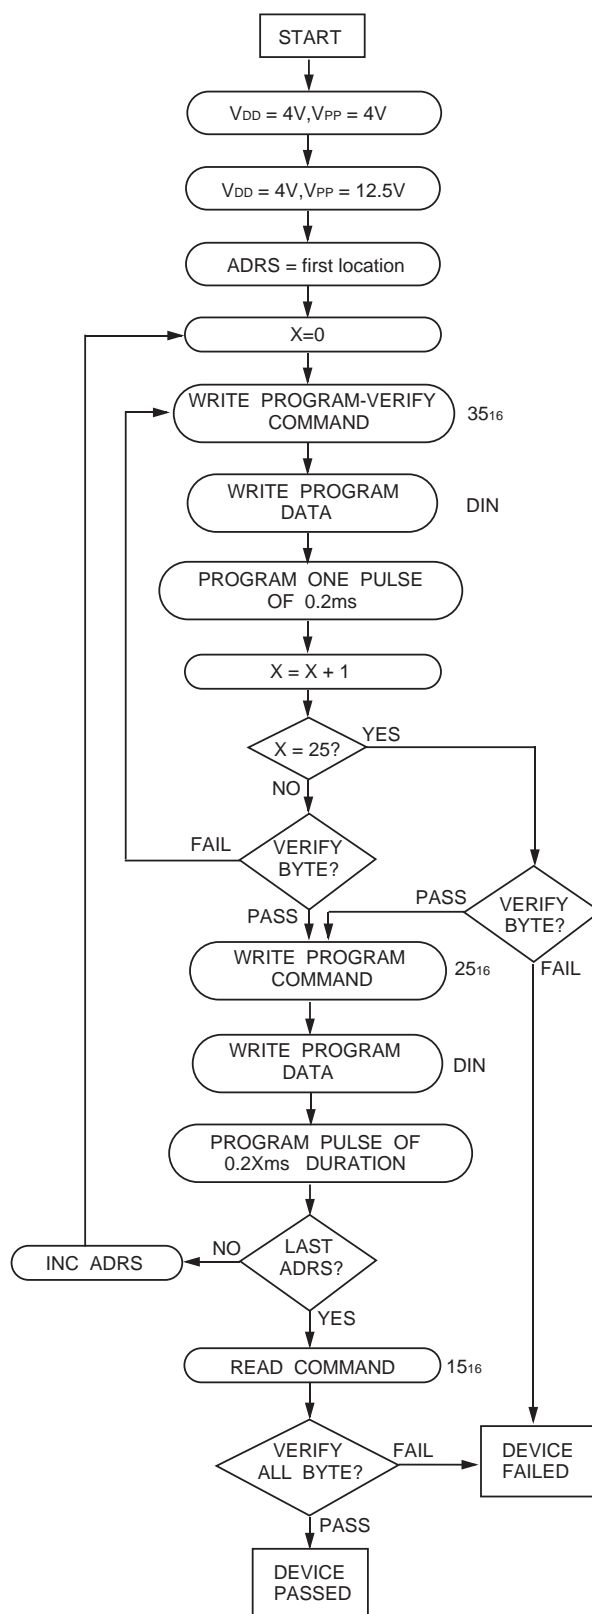 START
VDD = 4V,VPP = 4V
VDD = 4V,VPP = 12.5V
ADRS = first location
X=0
WRITE PROGRAM-VERIFY
COMMAND
35₁₆
WRITE PROGRAM
DATA
DIN
PROGRAM ONE PULSE
OF 0.2ms
X = X + 1
X = 25?
YES
NO
FAIL
VERIFY
BYTE?
PASS
PASS
VERIFY
BYTE?
FAIL
WRITE PROGRAM
COMMAND
25₁₆
WRITE PROGRAM
DATA
DIN
PROGRAM PULSE OF
0.2Xms DURATION
INC ADRS
NO
LAST
ADRS?
YES
READ COMMAND
15₁₆
VERIFY
ALL BYTE?
FAIL
DEVICE
FAILED
PASS
DEVICE
PASSED